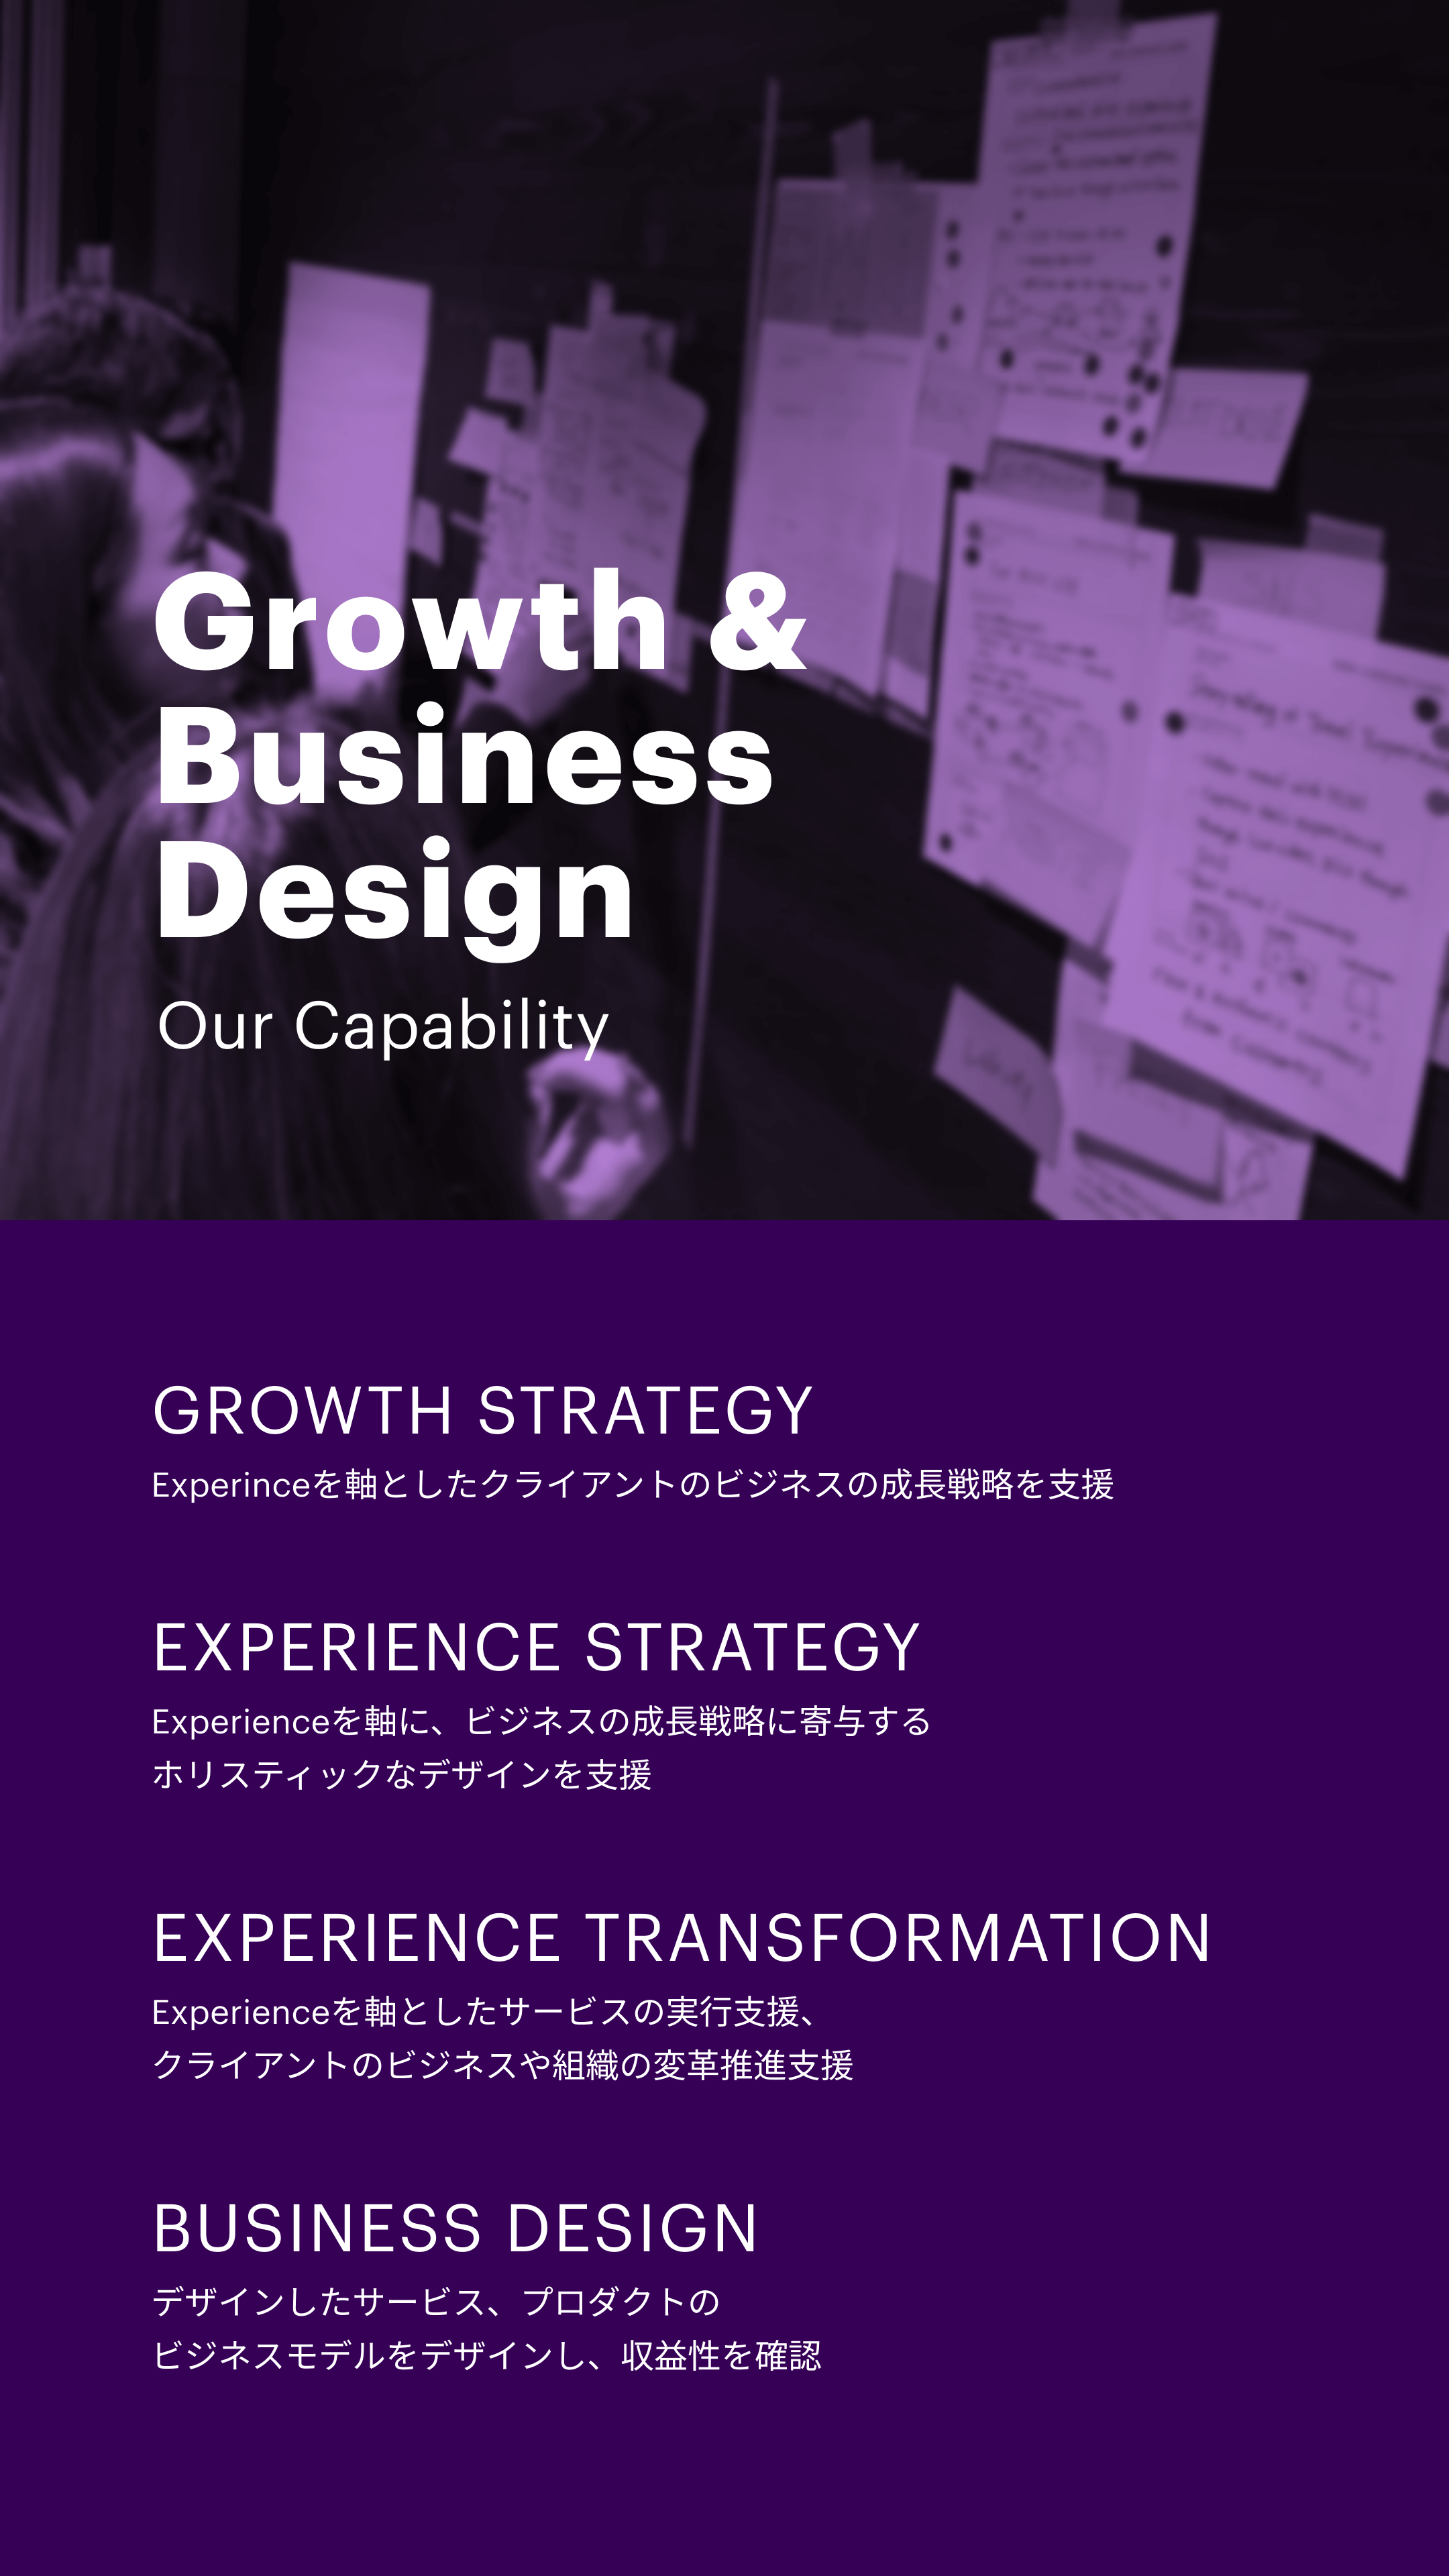 Growth &
Business
Design
Our Capability
GROWTH STRATEGY
Experinceを軸としたクライアントのビジネスの成長戦略を支援
EXPERIENCE STRATEGY
Experienceを軸に、ビジネスの成長戦略に寄与する
ホリスティックなデザインを支援
EXPERIENCE TRANSFORMATION
Experienceを軸としたサービスの実行支援、
クライアントのビジネスや組織の変革推進支援
BUSINESS DESIGN
デザインしたサービス、プロダクトの
ビジネスモデルをデザインし、収益性を確認